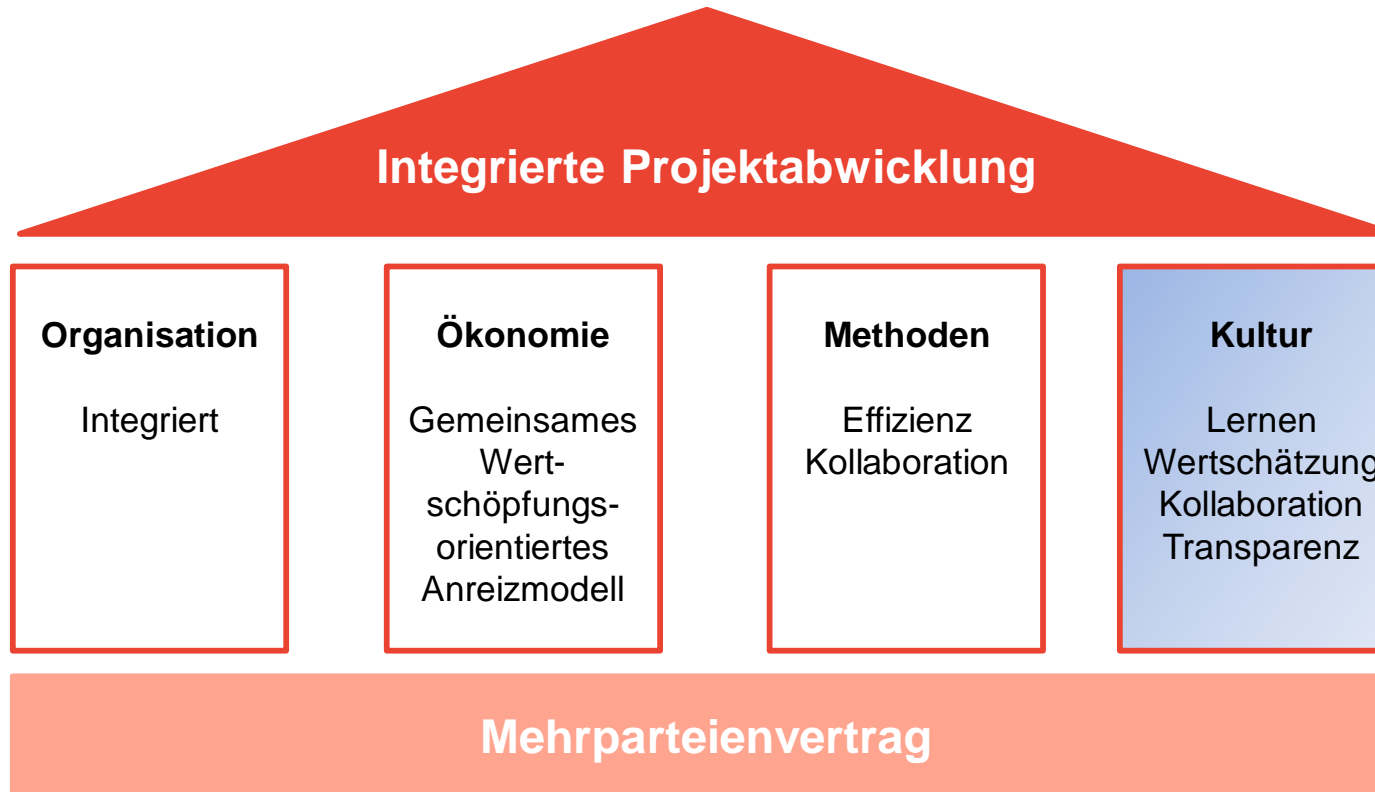 Integrierte Projektabwicklung
Organisation
Integriert
Ökonomie
Gemeinsames
Wert-
schöpfungs-
orientiertes
Anreizmodell
Methoden
Effizienz
Kollaboration
Kultur
Lernen
Wertschätzung
Kollaboration
Transparenz
Mehrparteienvertrag